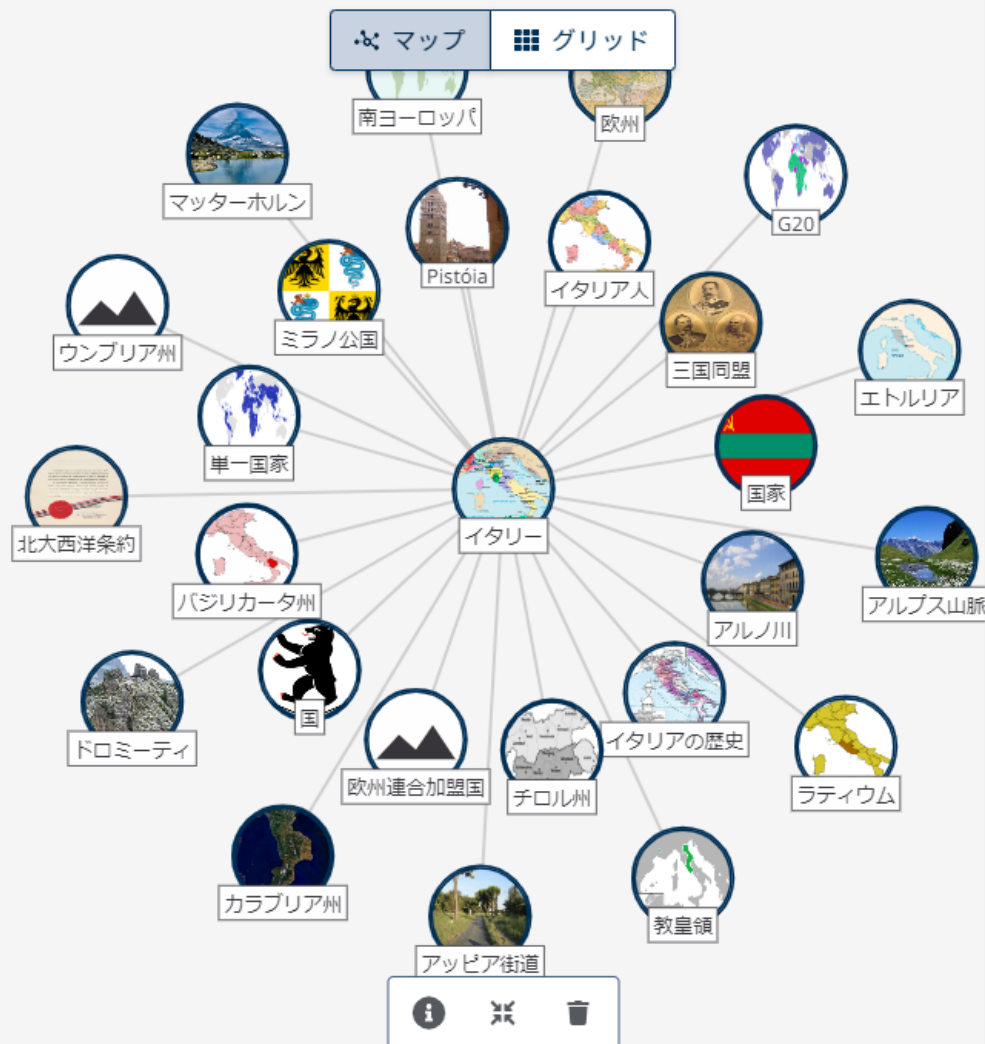 マップ
グリッド
南ヨーロッパ
欧州
マッターホルン
G20
Pistóia
イタリア人
ミラノ公国
ウンブリア州
三国同盟
エトルリア
単一国家
国家
イタリー
北大西洋条約
バジリカータ州
アルプス山脈
アルノ川
国
イタリアの歴史
ドロミーティ
欧州連合加盟国
チロル州
ラティウム
カラブリア州
教皇領
アッピア街道